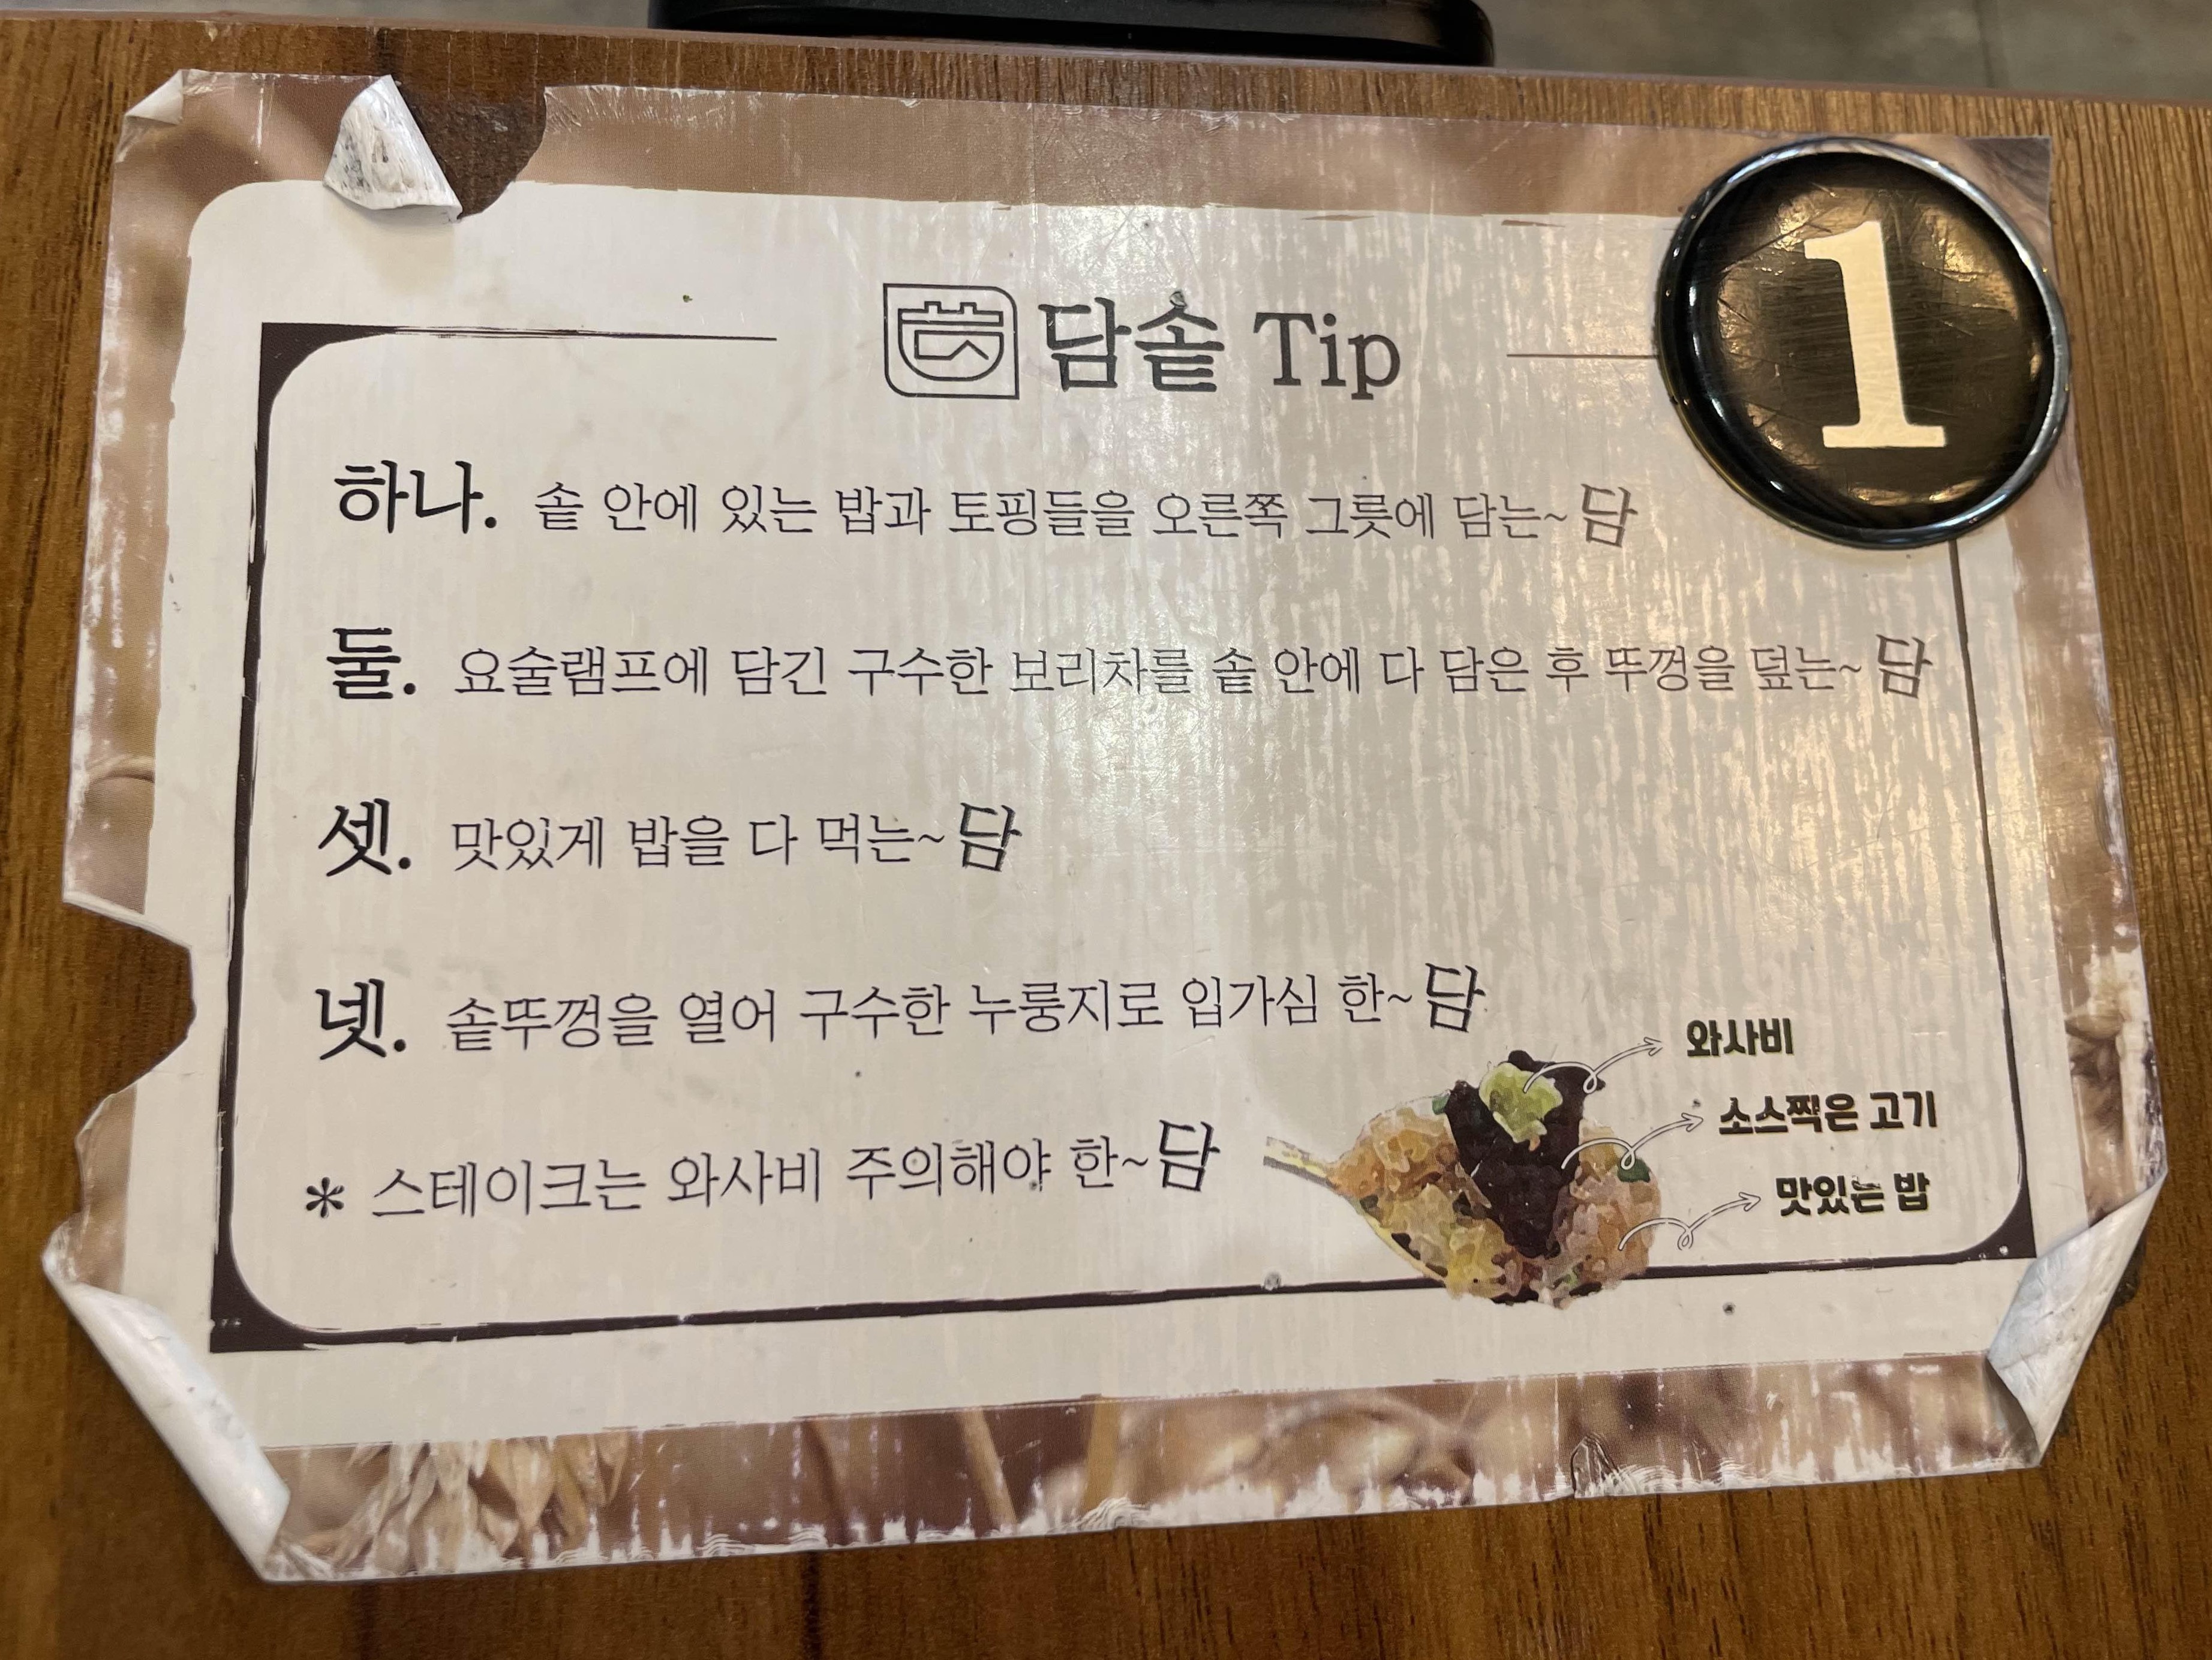 담솥 Tip
1
하나. 솥 안에 있는 밥과 토핑들을 오른쪽 그릇에 담는~담
둘. 요술램프에 담긴 구수한 보리차를 솥 안에 다 담은 후 뚜껑을 덮는~담
셋. 맛있게 밥을 다 먹는~담
넷. 솥뚜껑을 열어 구수한 누룽지로 입가심 한~담
* 스테이크는 와사비 주의해야 한~담
와사비
소스찍은 고기
맛있는 밥